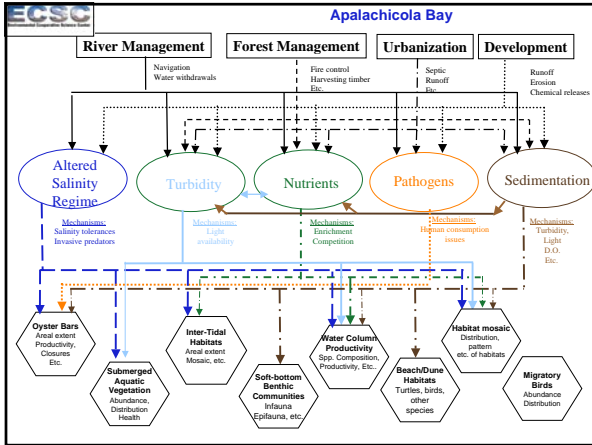 ECSC
Environmental Cooperative Science Center
Apalachicola Bay
River Management
Forest Management
Urbanization
Development
Navigation
Water withdrawals
Fire control
Harvesting timber
Etc.
Septic
Runoff
Etc
Runoff
Erosion
Chemical releases
Altered
Salinity
Regime
Turbidity
Nutrients
Pathogens
Sedimentation
Mechanisms:
Salinity tolerances
Invasive predators
Mechanisms:
Light
availability
Mechanisms:
Enrichment
Competition
Mechanisms:
Human consumption
issues
Mechanisms:
Turbidity,
Light
D.O.
Etc.
Oyster Bars
Areal extent
Productivity,
Closures
Etc.
Submerged
Aquatic
Vegetation
Abundance,
Distribution
Health
Inter-Tidal
Habitats
Areal extent
Mosaic, etc.
Soft-bottom
Benthic
Communities
Infauna
Epifauna, etc.
Water Column
Productivity
Spp. Composition,
Productivity, Etc..
Beach/Dune
Habitats
Turtles, birds,
other
species
Habitat mosaic
Distribution,
pattern
etc. of habitats
Migratory
Birds
Abundance
Distribution